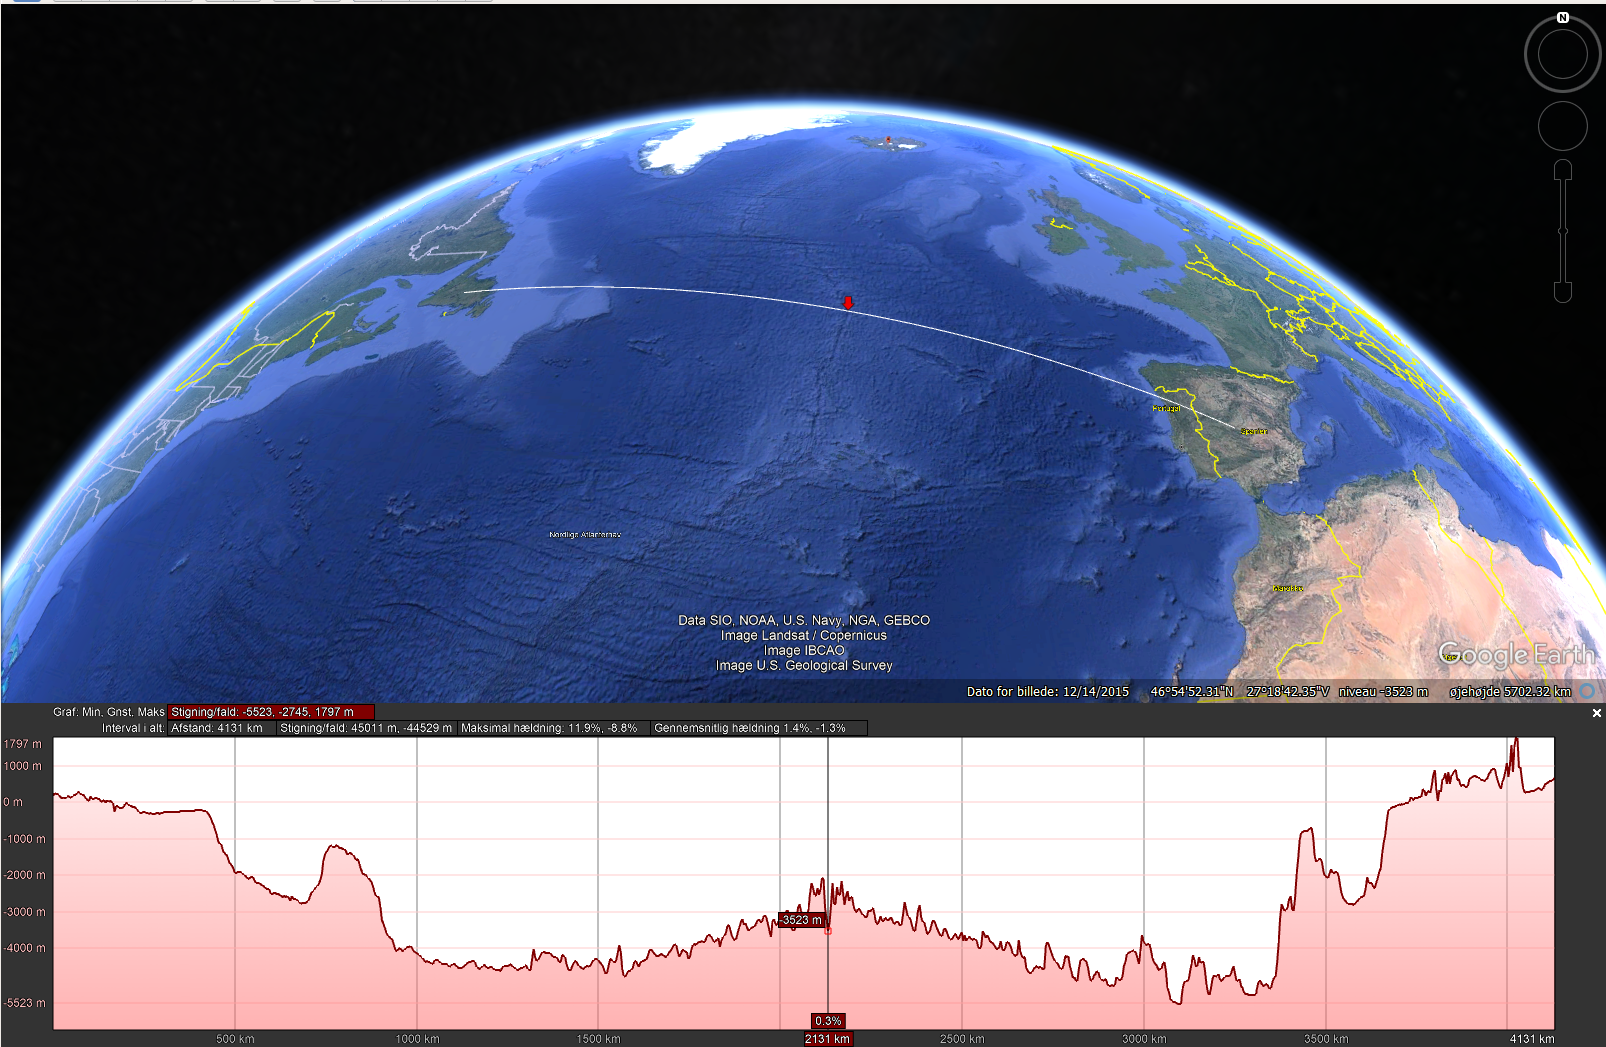 N
Portugal
Spanien
Nordlige Atlanterhav
Marokko
Data SIO, NOAA, U.S. Navy, NGA, GEBCO
Image Landsat / Copernicus
Image IBCAO
Image U.S. Geological Survey
Google Earth
Dato for billede: 12/14/2015 46°54'52.31"N 27°18'42.35"V niveau -3523 m øjehøjde 5702.32 km
Graf: Min, Gnst. Maks Stigning/fald: -5523, -2745, 1797 m
Interval i alt: Afstand: 4131 km Stigning/fald: 45011 m, -44529 m Maksimal hældning: 11.9%, -8.8% Gennemsnitlig hældning 1.4%, -1.3%
1797 m
1000 m
0 m
-1000 m
-2000 m
-3000 m
-3523 m
-4000 m
-5523 m
0.3%
500 km 1000 km 1500 km 2131 km 2500 km 3000 km 3500 km 4131 km